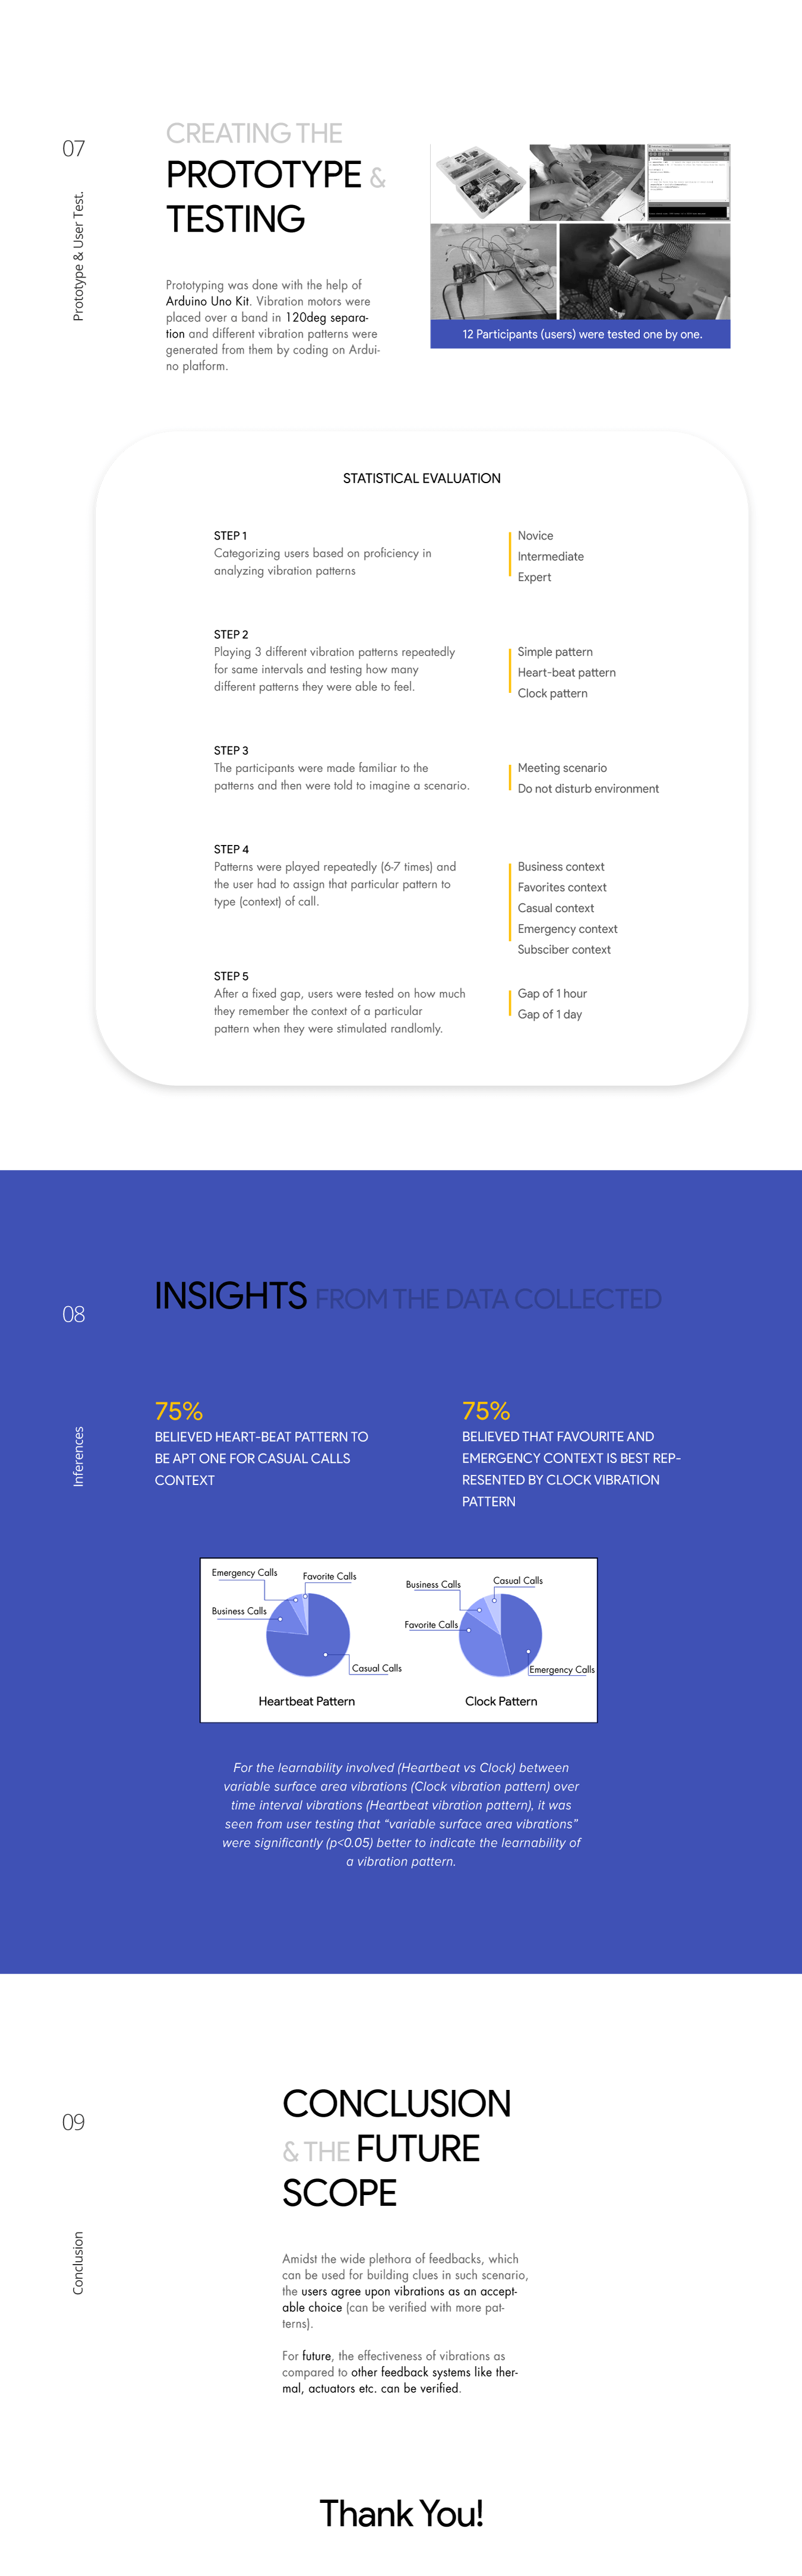 07
Prototype & User Test.
CREATING THE
PROTOTYPE &
TESTING
Prototyping was done with the help of
Arduino Uno Kit. Vibration motors were
placed over a band in 120deg separa-
tion and different vibration patterns were
generated from them by coding on Ardui-
no platform.
12 Participants (users) were tested one by one.
STATISTICAL EVALUATION
STEP 1
Categorizing users based on proficiency in
analyzing vibration patterns
Novice
Intermediate
Expert
STEP 2
Playing 3 different vibration patterns repeatedly
for same intervals and testing how many
different patterns they were able to feel.
Simple pattern
Heart-beat pattern
Clock pattern
STEP 3
The participants were made familiar to the
patterns and then were told to imagine a scenario.
Meeting scenario
Do not disturb environment
STEP 4
Patterns were played repeatedly (6-7 times) and
the user had to assign that particular pattern to
type (context) of call.
Business context
Favorites context
Casual context
Emergency context
Subsciber context
STEP 5
After a fixed gap, users were tested on how much
they remember the context of a particular
pattern when they were stimulated randlomly.
Gap of 1 hour
Gap of 1 day
08
Inferences
INSIGHTS FROM THE DATA COLLECTED
75%
BELIEVED HEART-BEAT PATTERN TO
BE APT ONE FOR CASUAL CALLS
CONTEXT
75%
BELIEVED THAT FAVOURITE AND
EMERGENCY CONTEXT IS BEST REP-
RESENTED BY CLOCK VIBRATION
PATTERN
Emergency Calls
Favorite Calls
Business Calls
Casual Calls
Heartbeat Pattern
Casual Calls
Business Calls
Favorite Calls
Emergency Calls
Clock Pattern
For the learnability involved (Heartbeat vs Clock) between
variable surface area vibrations (Clock vibration pattern) over
time interval vibrations (Heartbeat vibration pattern), it was
seen from user testing that “variable surface area vibrations”
were significantly (p<0.05) better to indicate the learnability of
a vibration pattern.
09
Conclusion
CONCLUSION
& THE FUTURE
SCOPE
Amidst the wide plethora of feedbacks, which
can be used for building clues in such scenario,
the users agree upon vibrations as an accept-
able choice (can be verified with more pat-
terns).
For future, the effectiveness of vibrations as
compared to other feedback systems like ther-
mal, actuators etc. can be verified.
Thank You!